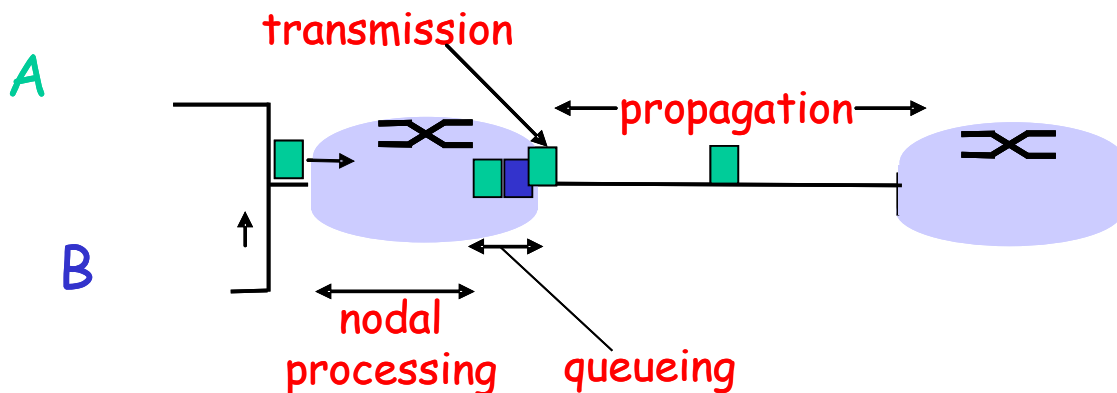 transmission
A
propagation
B
nodal
processing
queueing